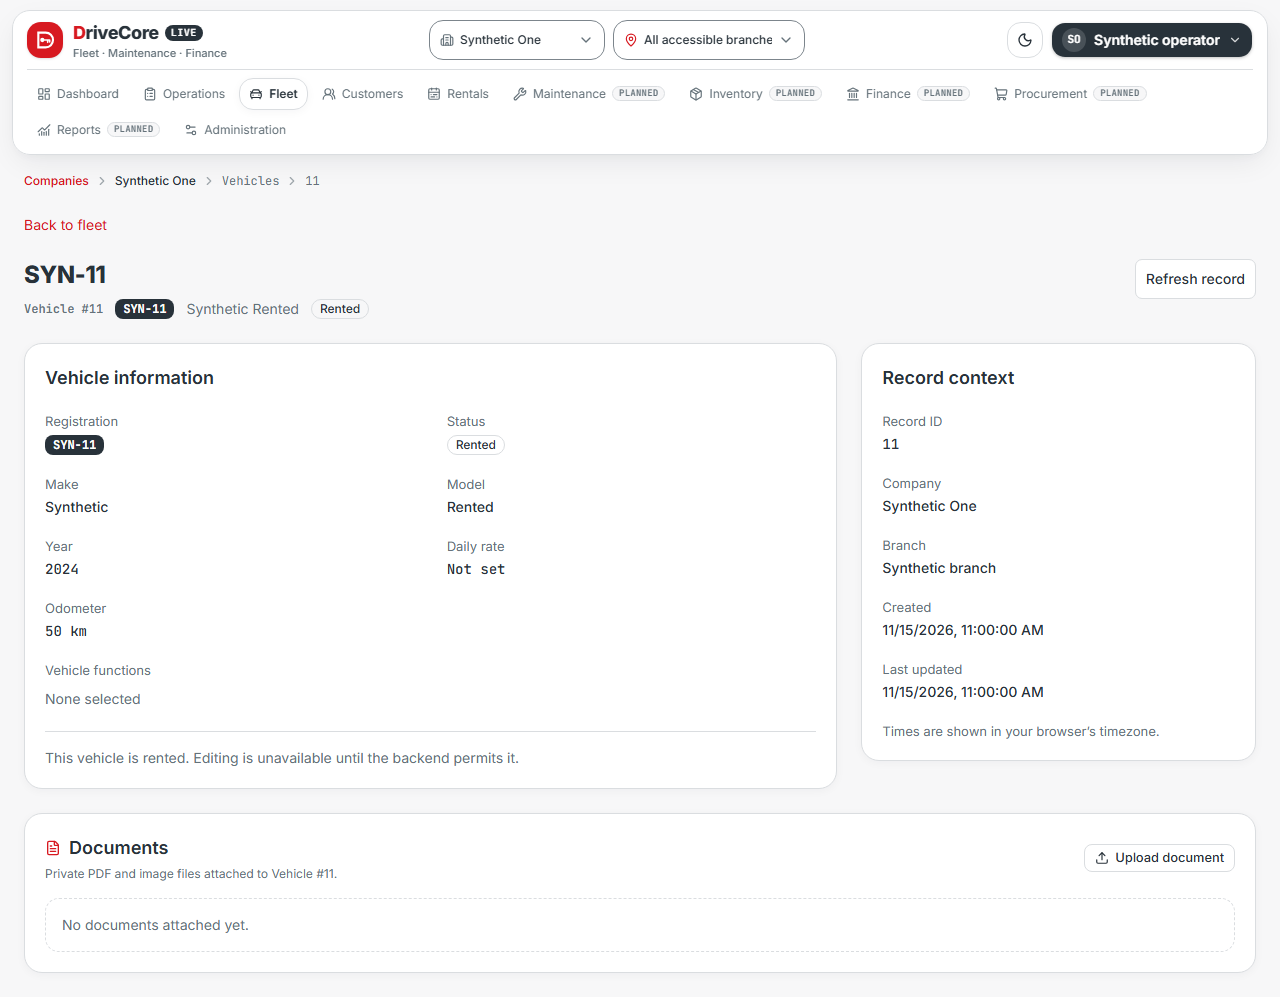 DriveCore LIVE
Fleet · Maintenance · Finance
Synthetic One
All accessible branche
SO Synthetic operator
Dashboard Operations Fleet Customers Rentals Maintenance PLANNED Inventory PLANNED Finance PLANNED Procurement PLANNED
Reports PLANNED Administration
Companies > Synthetic One > Vehicles > 11
Back to fleet
SYN-11
Refresh record
Vehicle #11 SYN-11 Synthetic Rented Rented
Vehicle information
Registration
SYN-11
Status
Rented
Make
Synthetic
Model
Rented
Year
2024
Daily rate
Not set
Odometer
50 km
Vehicle functions
None selected
This vehicle is rented. Editing is unavailable until the backend permits it.
Record context
Record ID
11
Company
Synthetic One
Branch
Synthetic branch
Created
11/15/2026, 11:00:00 AM
Last updated
11/15/2026, 11:00:00 AM
Times are shown in your browser’s timezone.
Documents
Private PDF and image files attached to Vehicle #11.
Upload document
No documents attached yet.